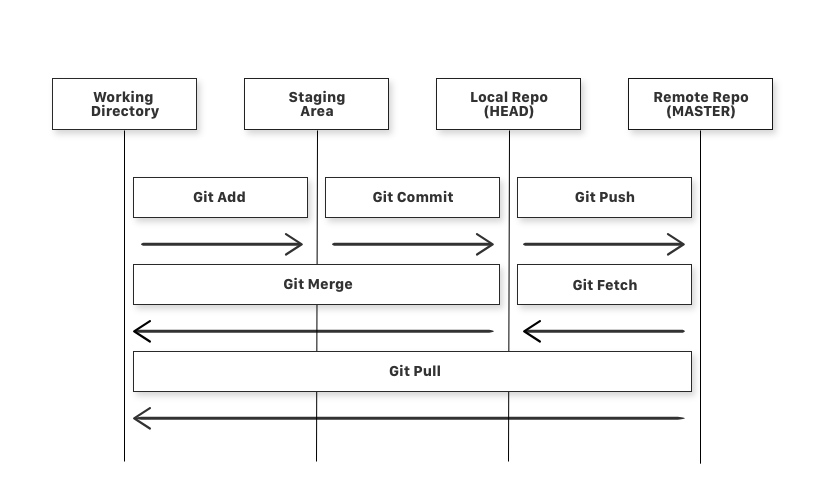 Working
Directory
Staging
Area
Local Repo
(HEAD)
Remote Repo
(MASTER)
Git Add
Git Commit
Git Push
Git Merge
Git Fetch
Git Pull